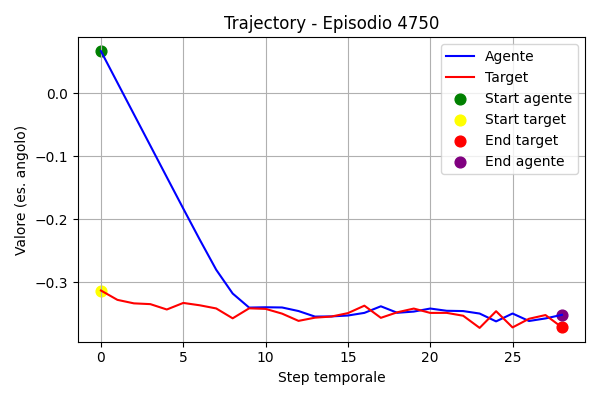 Trajectory - Episodio 4750
Agente
Target
Start agente
Start target
End target
End agente
Valore (es. angolo)
0.0
−0.1
−0.2
−0.3
0
5
10
15
20
25
Step temporale